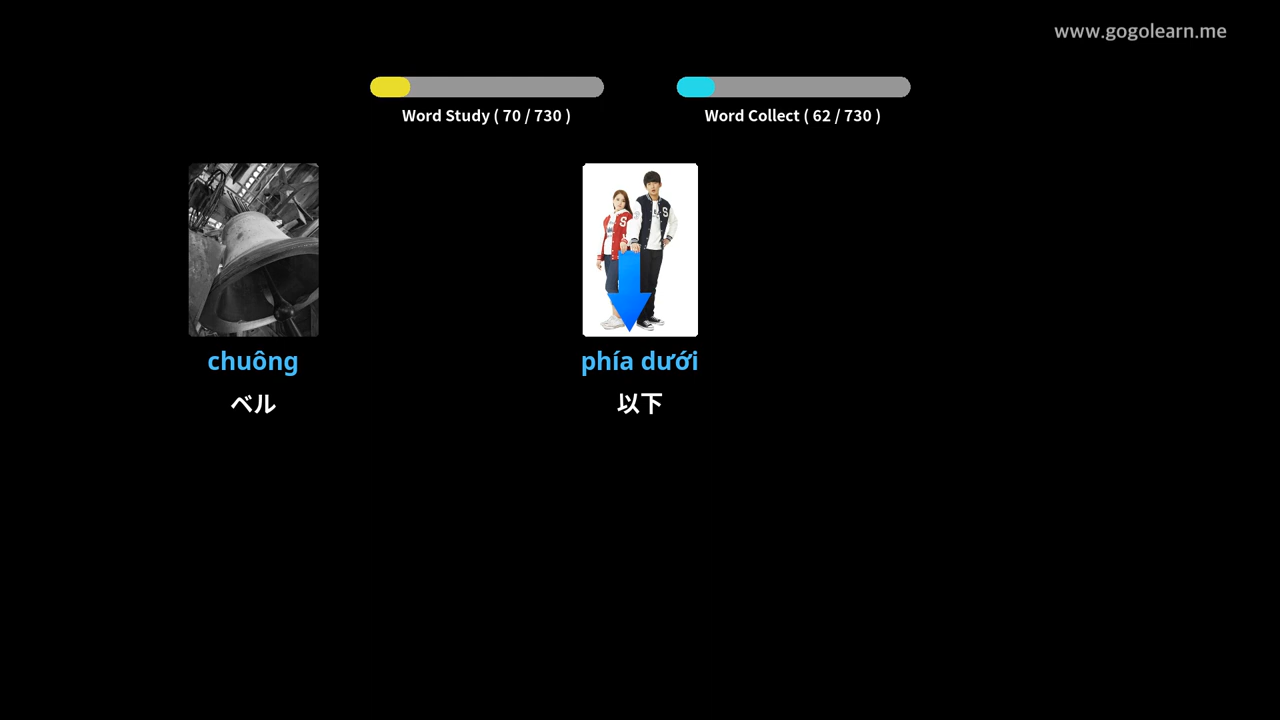 www.gogolearn.me
Word Study ( 70 / 730 )
Word Collect ( 62 / 730 )
chuông
ベル
phía dưới
以下